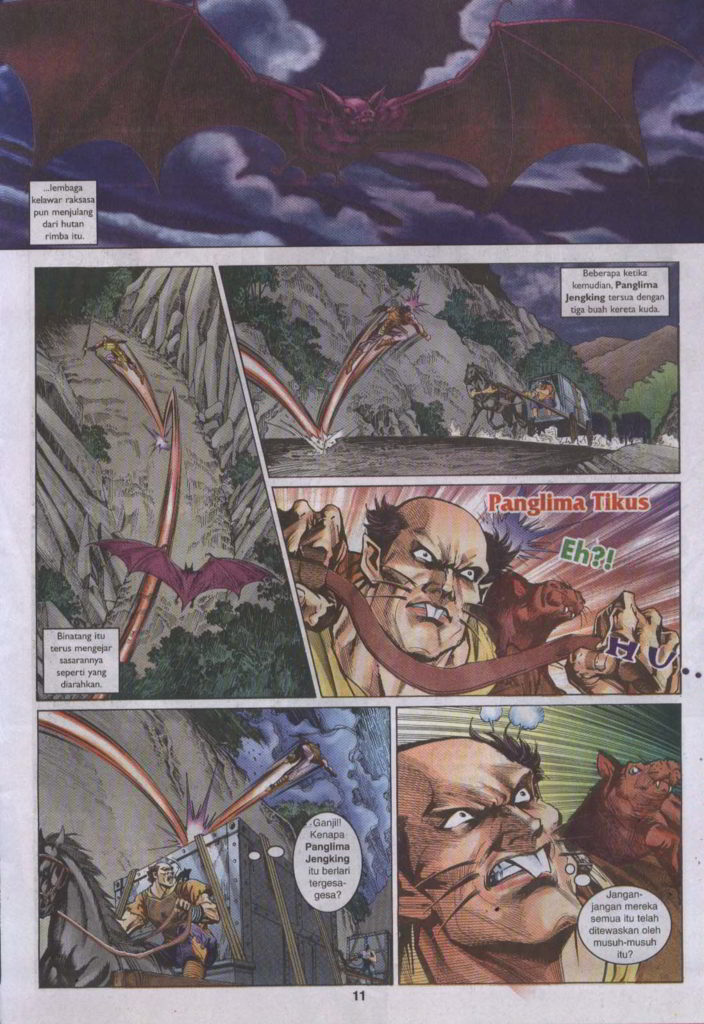 ...lembaga
kelawar raksasa
pun menjulang
dari hutan
rimba itu.
Binatang itu
terus mengejar
sasarannya
seperti yang
diarahkan.
Beberapa ketika
kemudian, Panglima
Jengking tersua dengan
tiga buah kereta kuda.
Panglima Tikus
Eh?!
HU...
Ganjil!
Kenapa
Panglima
Jengking
itu berlari
tergesa-
gesa?
Jangan-
jangan mereka
semua itu telah
ditewaskan oleh
musuh-musuh
itu?
11